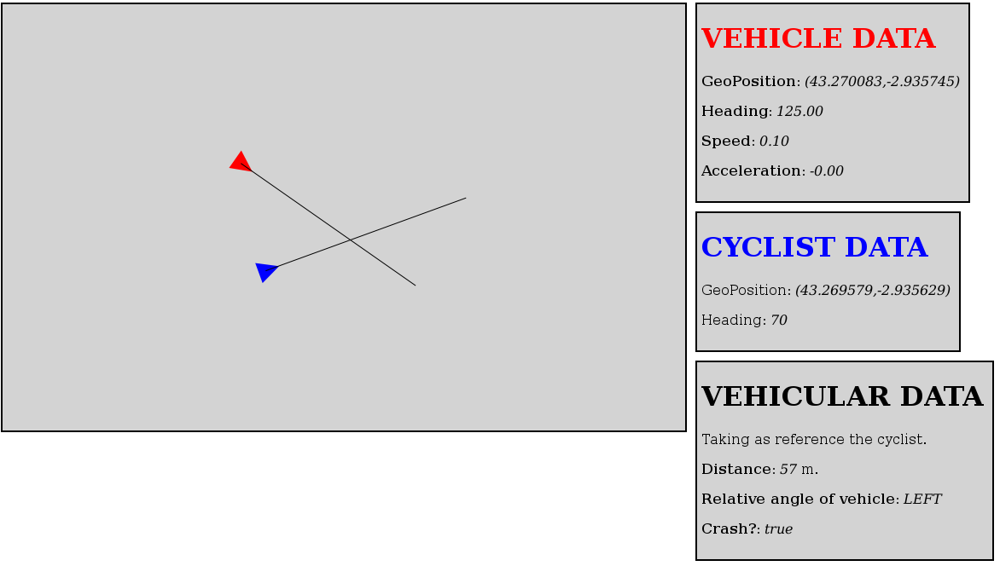 VEHICLE DATA
GeoPosition: (43.270083,-2.935745)
Heading: 125.00
Speed: 0.10
Acceleration: -0.00
CYCLIST DATA
GeoPosition: (43.269579,-2.935629)
Heading: 70
VEHICULAR DATA
Taking as reference the cyclist.
Distance: 57 m.
Relative angle of vehicle: LEFT
Crash?: true